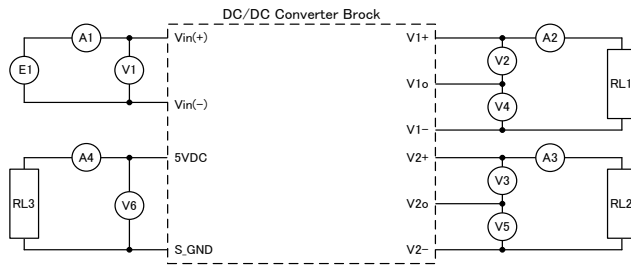 DC/DC Converter Brock
A1
Vin(+)
E1
V1
Vin(-)
A4
5VDC
RL3
V6
S_GND
V1+
A2
V2
V1o
RL1
V4
V1-
V2+
A3
V3
V2o
RL2
V5
V2-